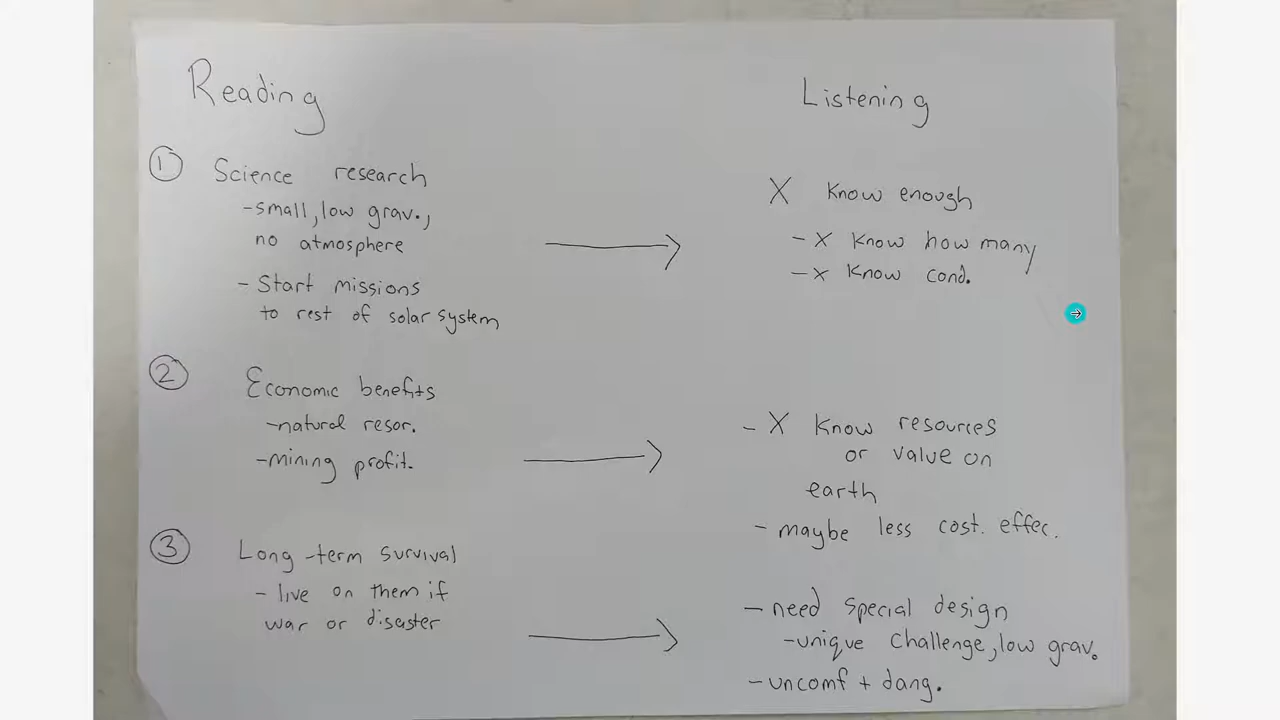 Reading
① Science research
-small, low grav.,
no atmosphere
- Start missions
to rest of solar system
② Economic benefits
-natural resor.
-mining profit.
③ Long-term survival
- live on them if
war or disaster
Listening
X Know enough
- X Know how many
- X Know cond.
- X Know resources
or value on
earth
- maybe less cost. effec.
- need special design
-unique challenge, low grav.
-uncomf + dang.